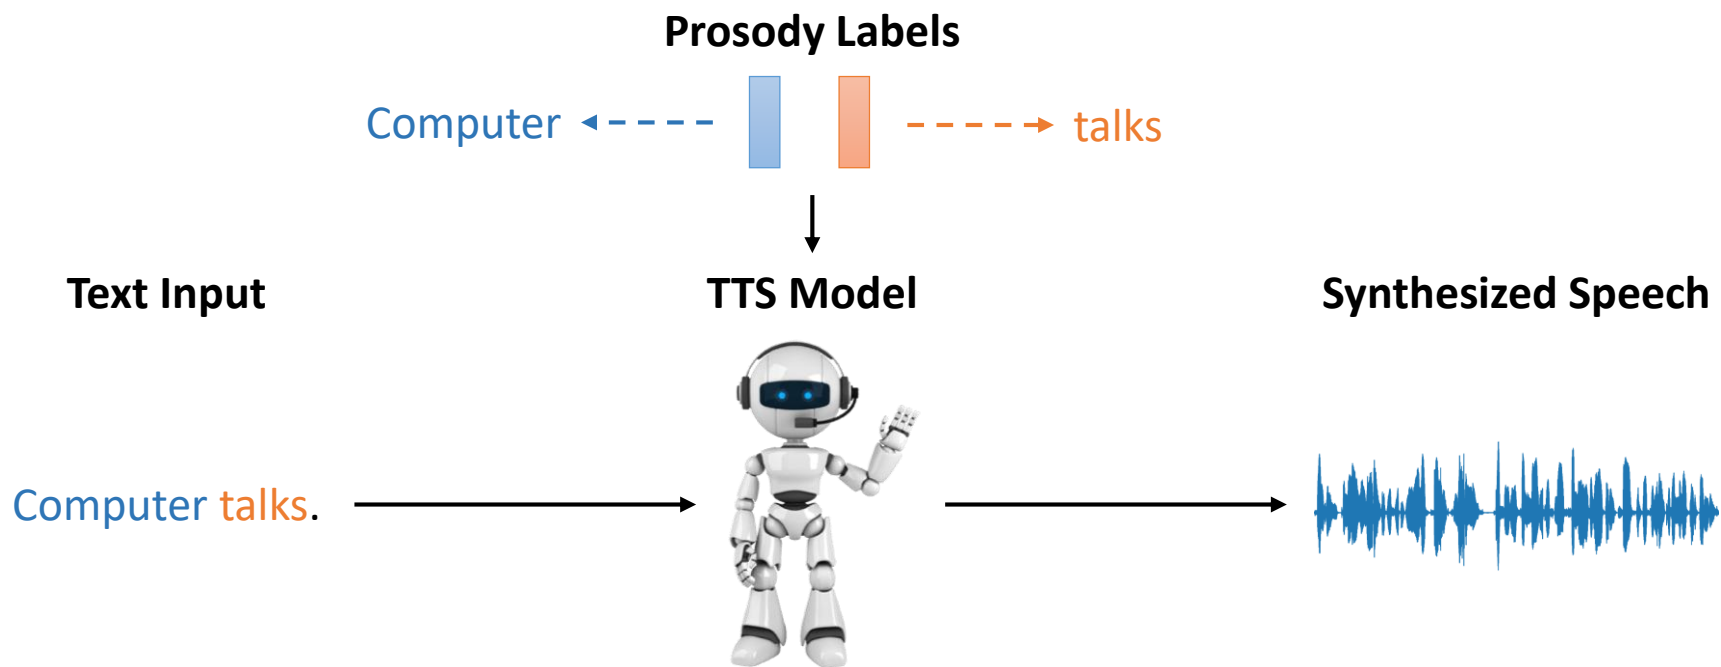 Prosody Labels
Computer
talks
Text Input
TTS Model
Synthesized Speech
Computer talks.